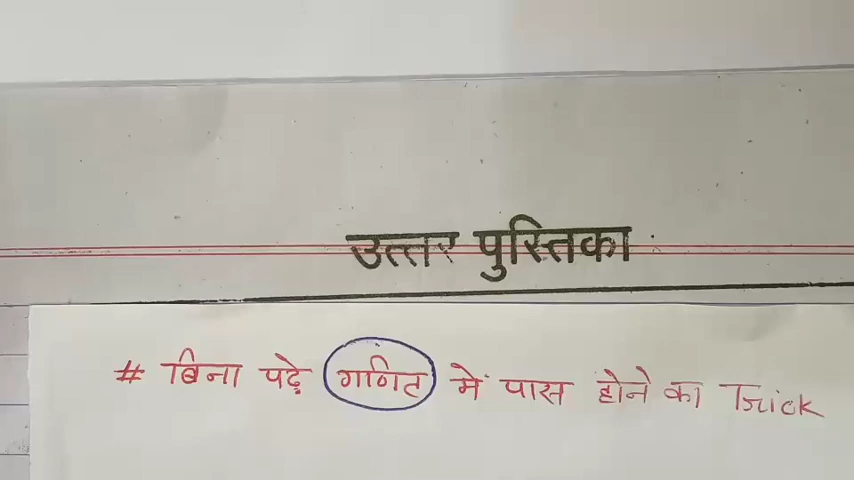 उत्तर पुस्तिका
# बिना पढ़े गणित में पास होने का Trick